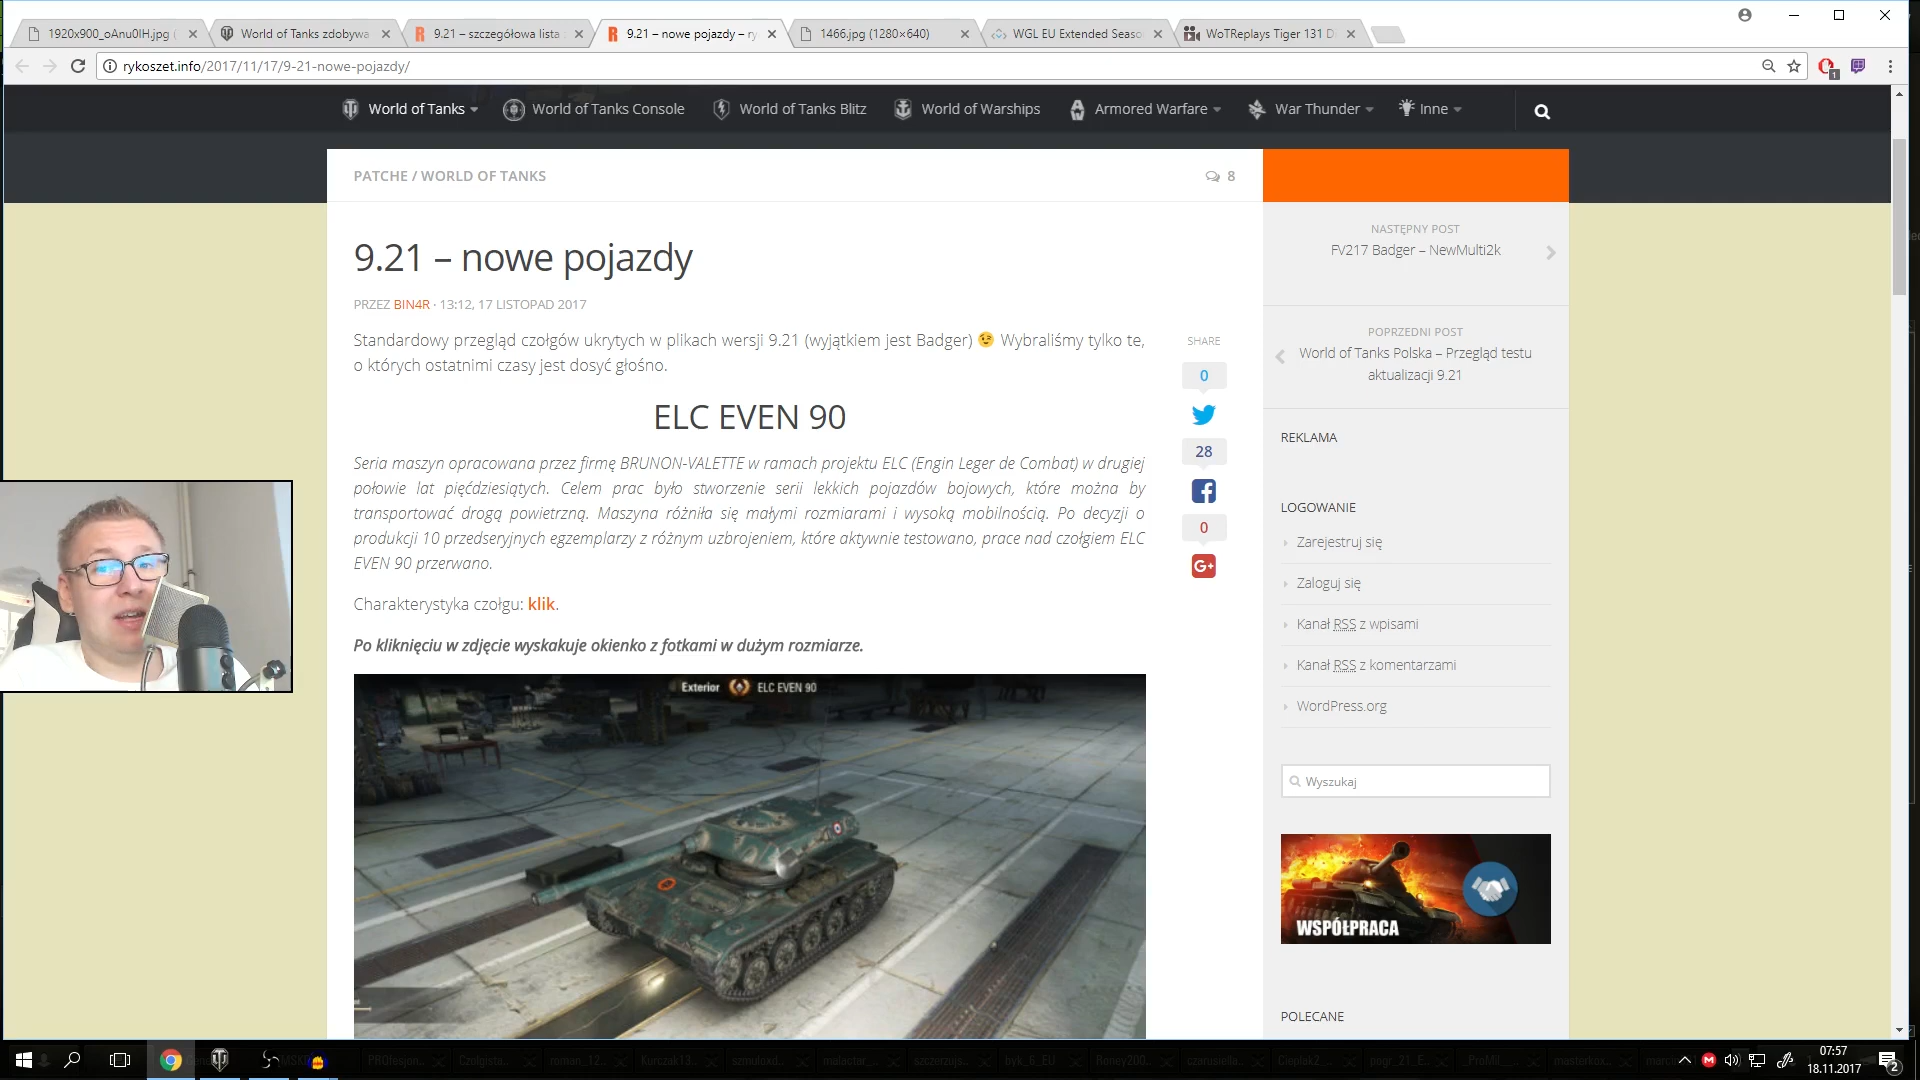 1920x900_oAnu0IH.jpg (
World of Tanks zdobywa
9.21 – szczegółowa lista
9.21 – nowe pojazdy – ry
1466.jpg (1280×640)
WGL EU Extended Seaso
WoTReplays Tiger 131 D
rykoszet.info/2017/11/17/9-21-nowe-pojazdy/
1
World of Tanks
World of Tanks Console
World of Tanks Blitz
World of Warships
Armored Warfare
War Thunder
Inne
PATCHE / WORLD OF TANKS
8
9.21 – nowe pojazdy
PRZEZ BIN4R · 13:12, 17 LISTOPAD 2017
Standardowy przegląd czołgów ukrytych w plikach wersji 9.21 (wyjątkiem jest Badger) 😉 Wybraliśmy tylko te,
o których ostatnimi czasy jest dosyć głośno.
ELC EVEN 90
Seria maszyn opracowana przez firmę BRUNON-VALETTE w ramach projektu ELC (Engin Leger de Combat) w drugiej
połowie lat pięćdziesiątych. Celem prac było stworzenie serii lekkich pojazdów bojowych, które można by
transportować drogą powietrzną. Maszyna różniła się małymi rozmiarami i wysoką mobilnością. Po decyzji o
produkcji 10 przedseryjnych egzemplarzy z różnym uzbrojeniem, które aktywnie testowano, prace nad czołgiem ELC
EVEN 90 przerwano.
Charakterystyka czołgu: klik.
Po kliknięciu w zdjęcie wyskakuje okienko z fotkami w dużym rozmiarze.
Exterior ELC EVEN 90
SHARE
0
28
0
G+
NASTĘPNY POST
FV217 Badger – NewMulti2k
POPRZEDNI POST
World of Tanks Polska – Przegląd testu
aktualizacji 9.21
REKLAMA
LOGOWANIE
Zarejestruj się
Zaloguj się
Kanał RSS z wpisami
Kanał RSS z komentarzami
WordPress.org
Wyszukaj
WSPÓŁPRACA
POLECANE
07:57
18.11.2017
2